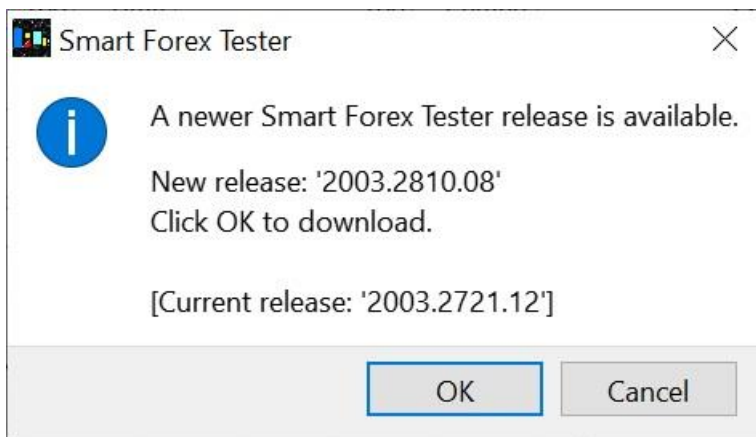 Smart Forex Tester
A newer Smart Forex Tester release is available.
New release: '2003.2810.08'
Click OK to download.
[Current release: '2003.2721.12']
OK
Cancel